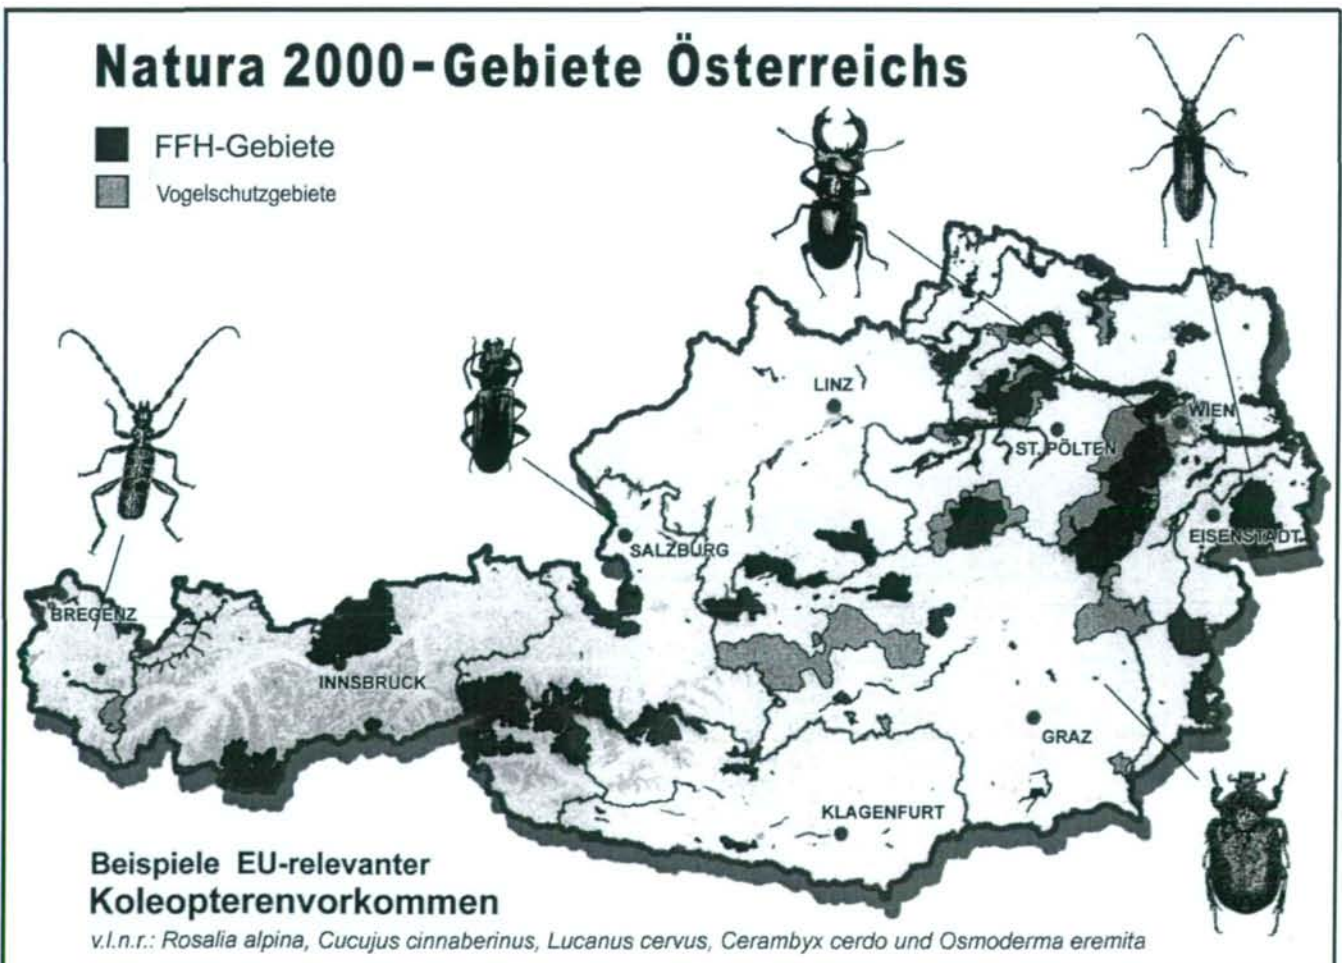 Natura 2000-Gebiete Österreichs
FFH-Gebiete
Vogelschutzgebiete
LINZ
WIEN
ST. PÖLTEN
EISENSTADT
SALZBURG
BREGENZ
INNSBRUCK
GRAZ
KLAGENFURT
Beispiele EU-relevanter
Koleopterenvorkommen
v.l.n.r.: Rosalia alpina, Cucujus cinnaberinus, Lucanus cervus, Cerambyx cerdo und Osmoderma eremita